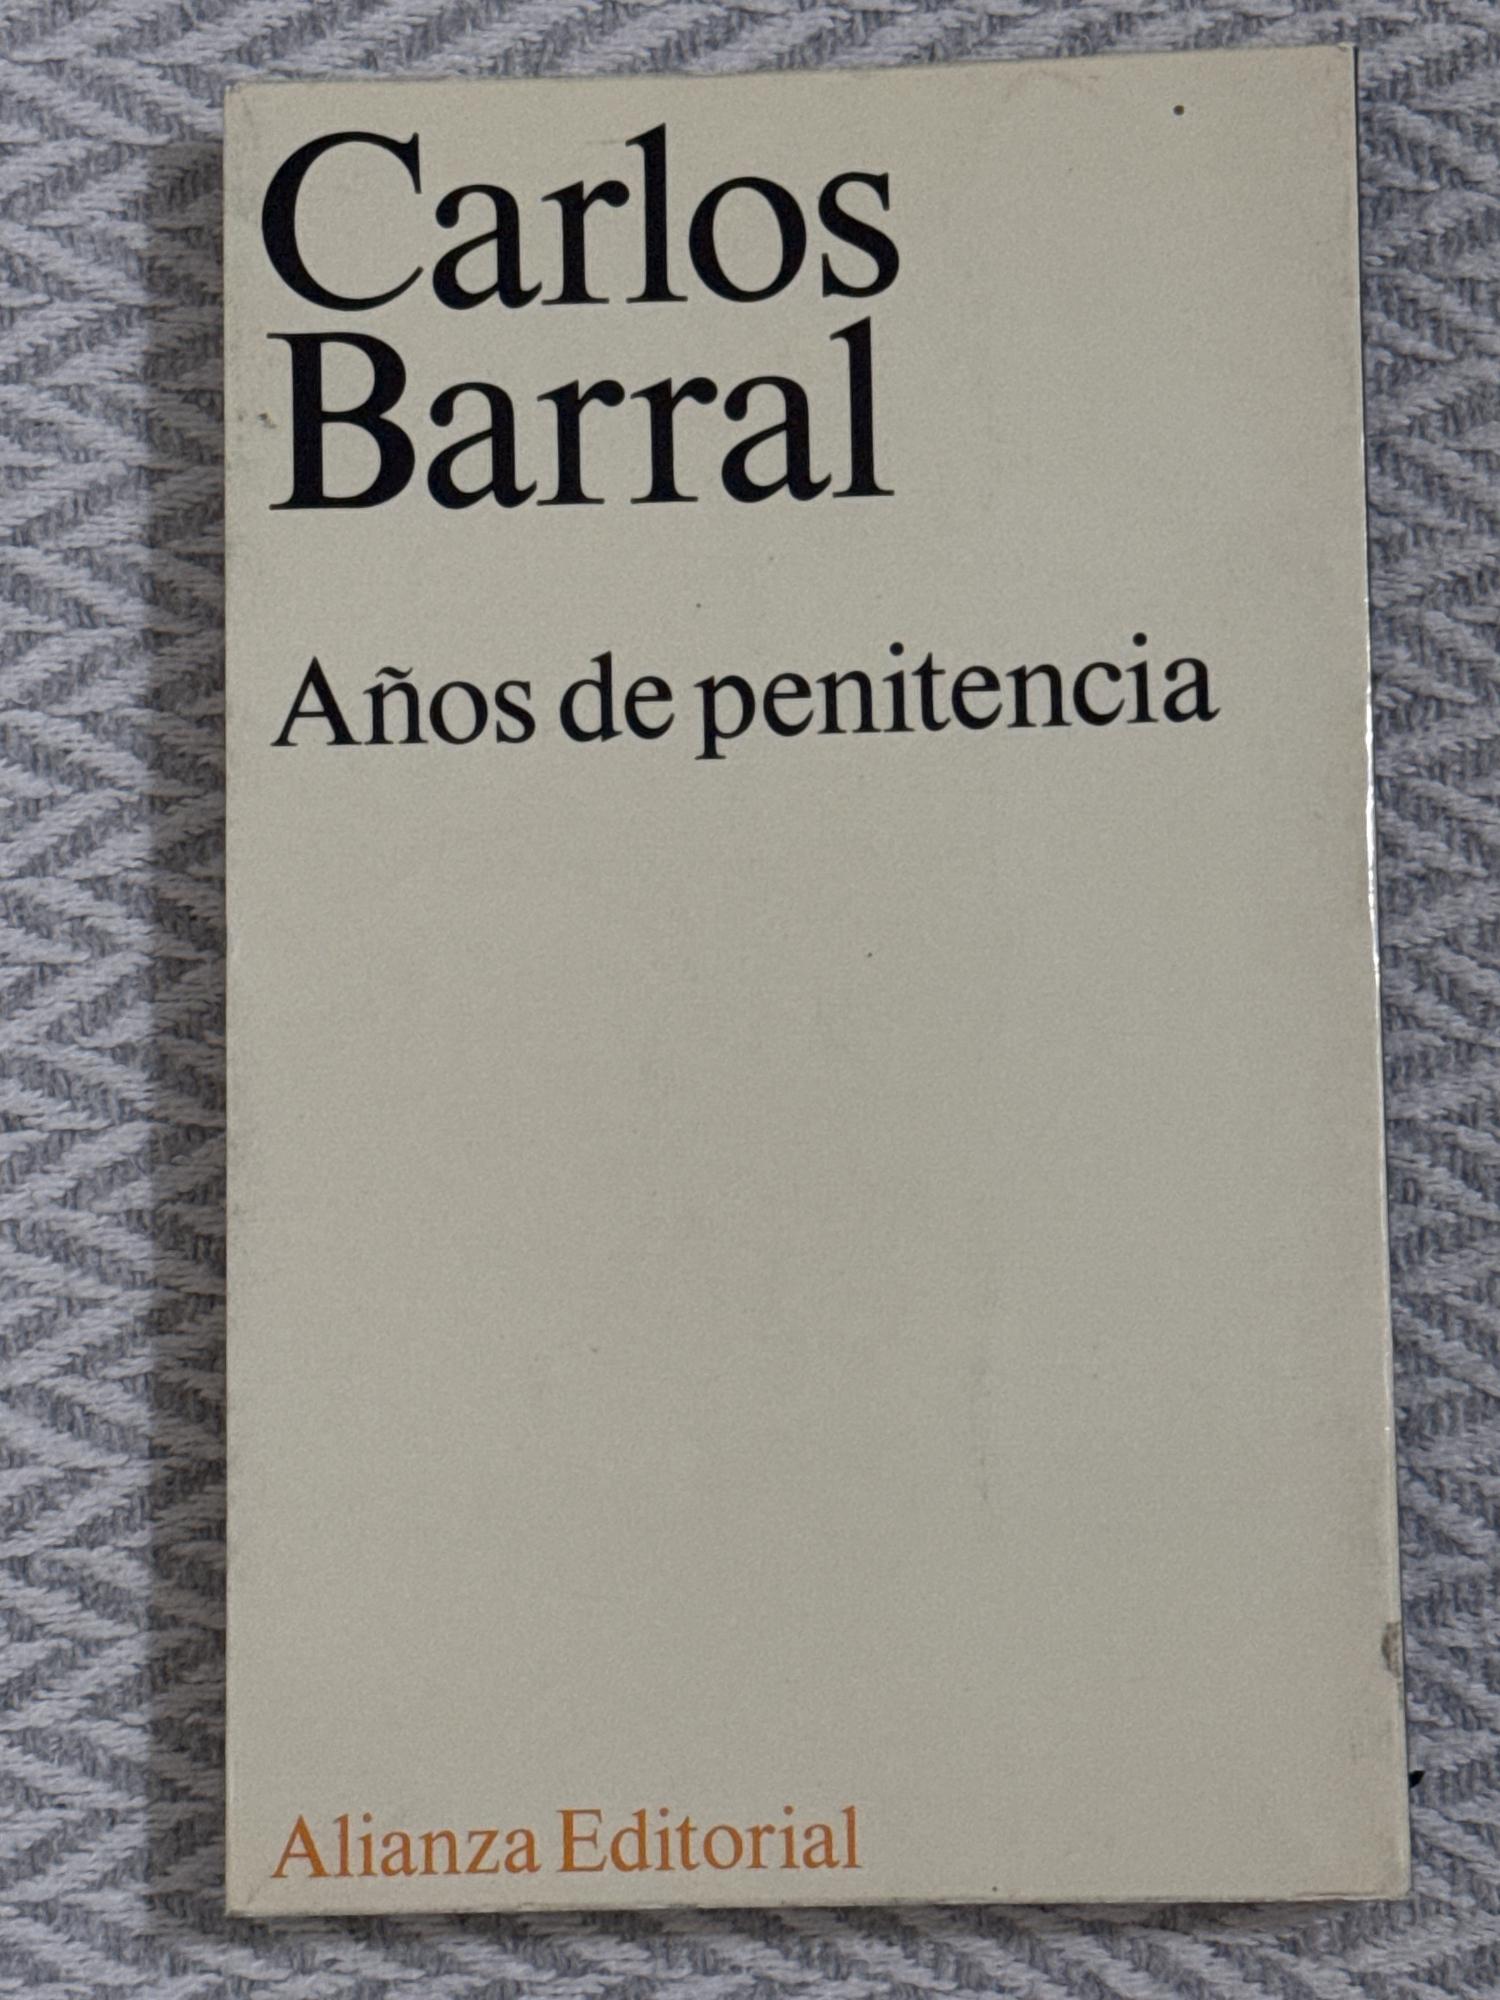 Carlos
Barral
Años de penitencia
Alianza Editorial